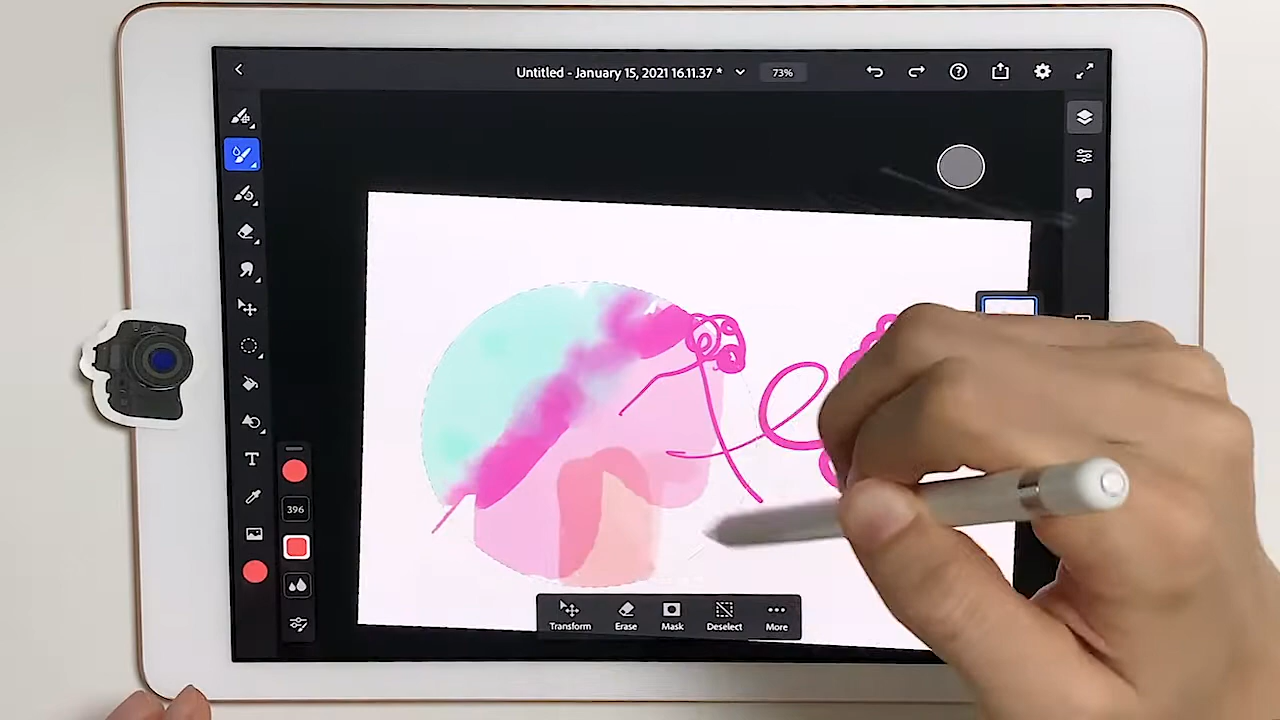 Untitled - January 15, 2021 16.11.37 *
73%
T
396
Transform
Erase
Mask
Deselect
More